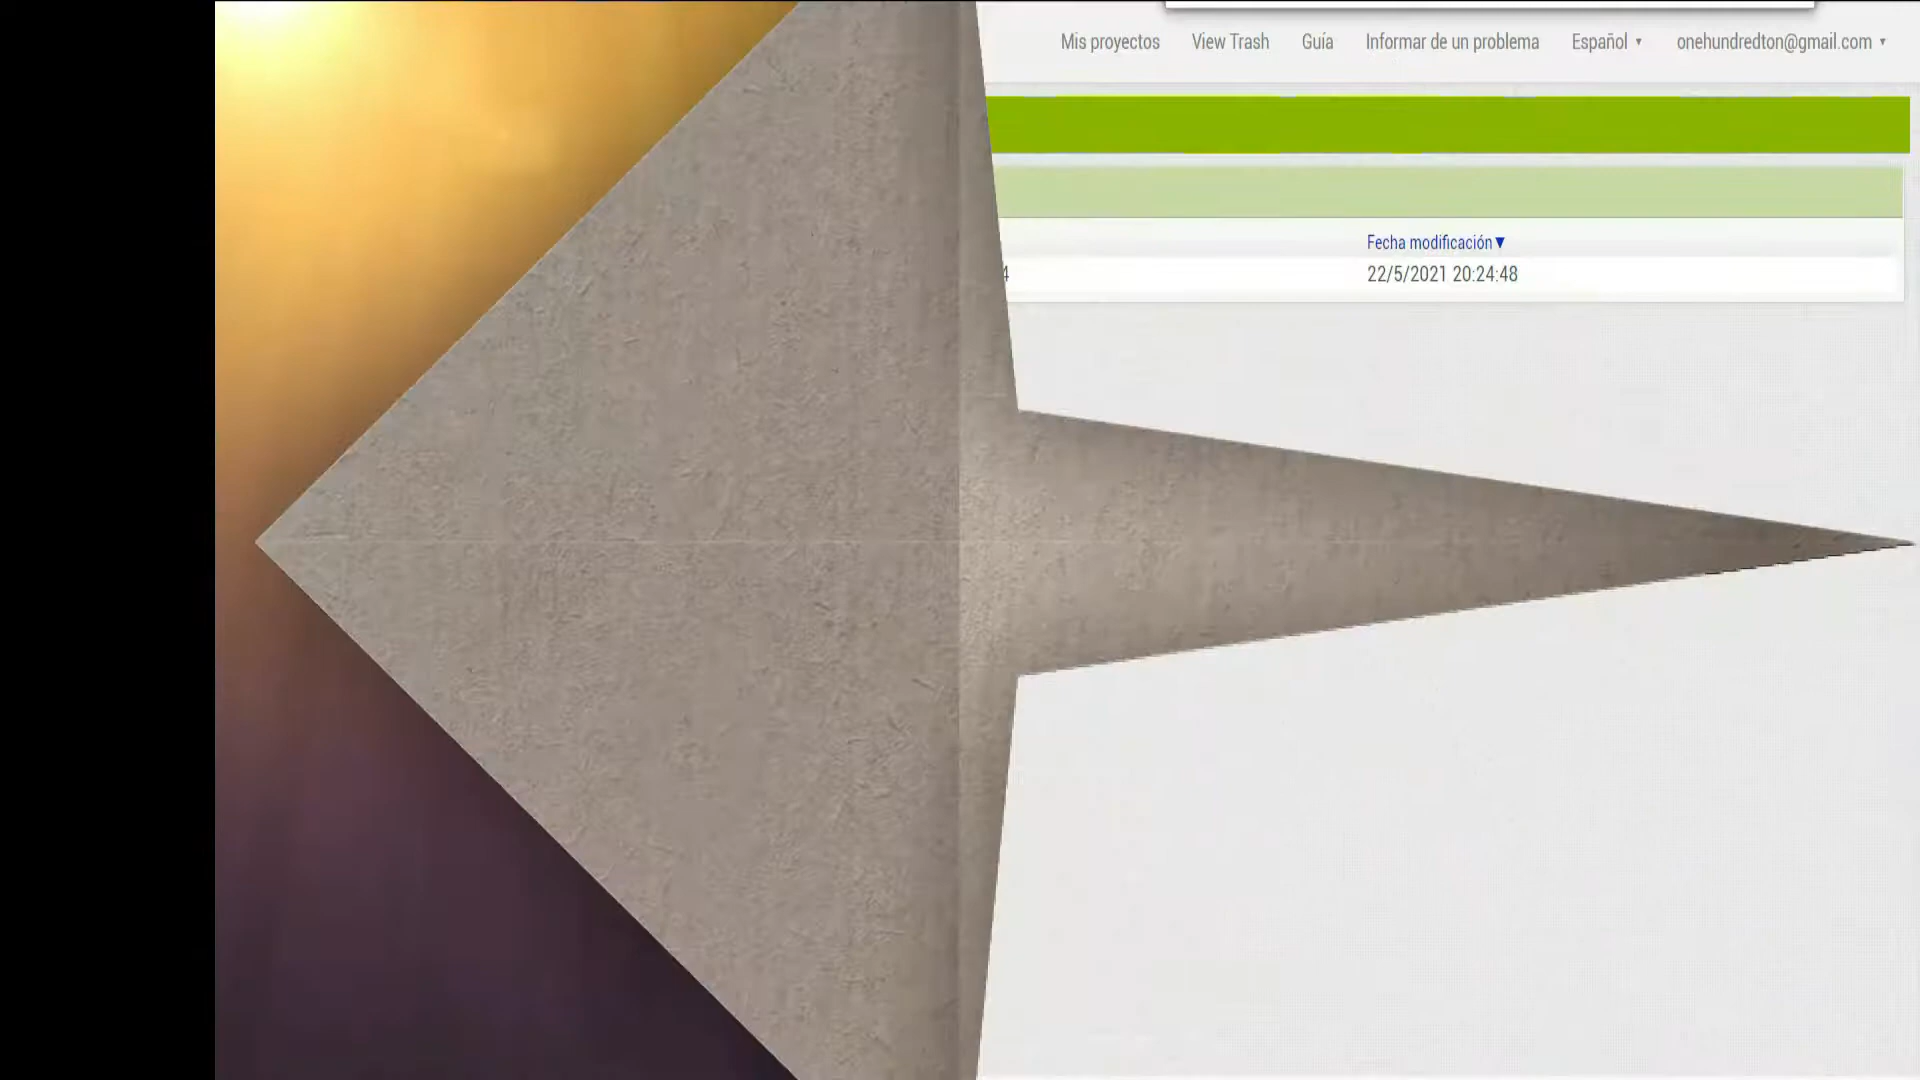 Mis proyectos View Trash Guía Informar de un problema Español ▾ onehundredton@gmail.com ▾
Fecha modificación▼
4 22/5/2021 20:24:48